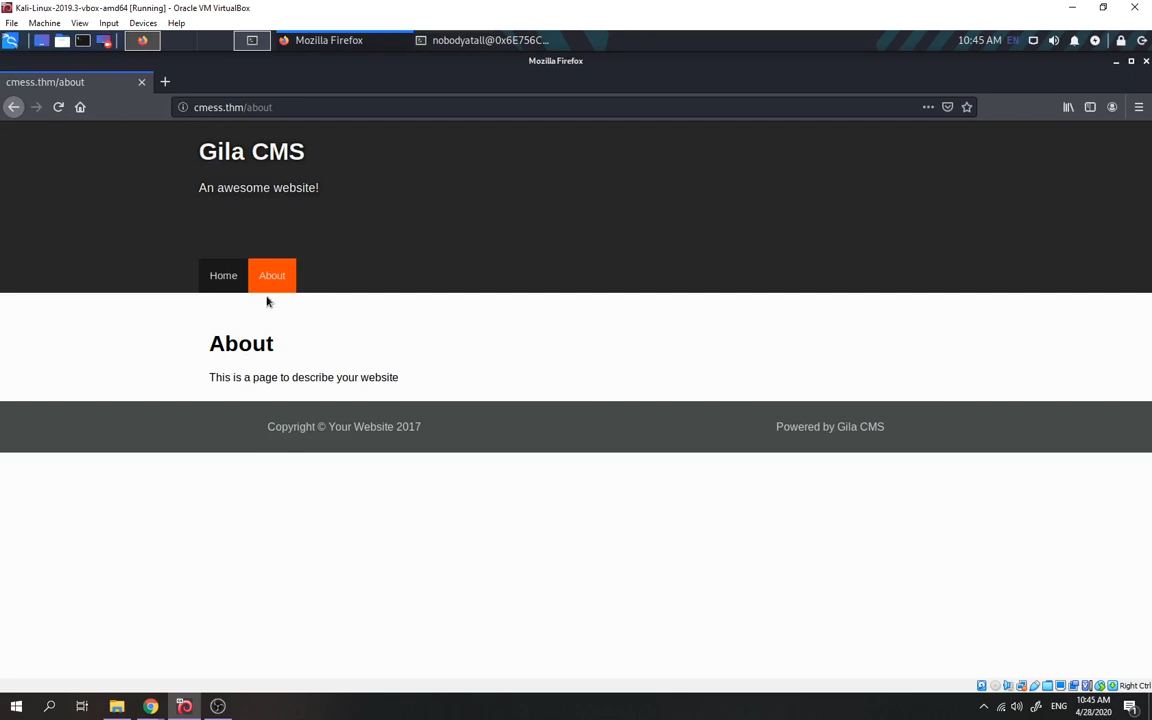 Kali-Linux-2019.3-vbox-amd64 [Running] - Oracle VM VirtualBox
File Machine View Input Devices Help
Mozilla Firefox
nobodyatall@0x6E756C...
10:45 AM EN
Mozilla Firefox
cmess.thm/about
cmess.thm/about
Gila CMS
An awesome website!
Home About
About
This is a page to describe your website
Copyright © Your Website 2017
Powered by Gila CMS
Right Ctrl
ENG
10:45 AM
4/28/2020